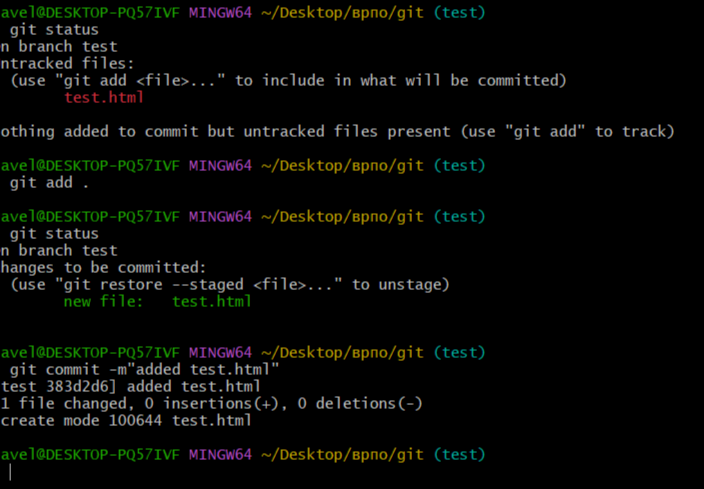 avel@DESKTOP-PQ57IVF MINGW64 ~/Desktop/врпо/git (test)
git status
n branch test
ntracked files:
(use "git add <file>..." to include in what will be committed)
test.html
othing added to commit but untracked files present (use "git add" to track)
avel@DESKTOP-PQ57IVF MINGW64 ~/Desktop/врпо/git (test)
git add .
avel@DESKTOP-PQ57IVF MINGW64 ~/Desktop/врпо/git (test)
git status
n branch test
hanges to be committed:
(use "git restore --staged <file>..." to unstage)
new file:   test.html
avel@DESKTOP-PQ57IVF MINGW64 ~/Desktop/врпо/git (test)
git commit -m"added test.html"
test 383d2d6] added test.html
1 file changed, 0 insertions(+), 0 deletions(-)
create mode 100644 test.html
avel@DESKTOP-PQ57IVF MINGW64 ~/Desktop/врпо/git (test)